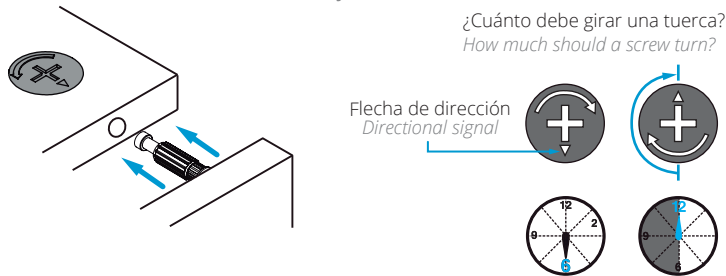 ¿Cuánto debe girar una tuerca?
How much should a screw turn?
Flecha de dirección
Directional signal
12
2
9
6
12
9
6